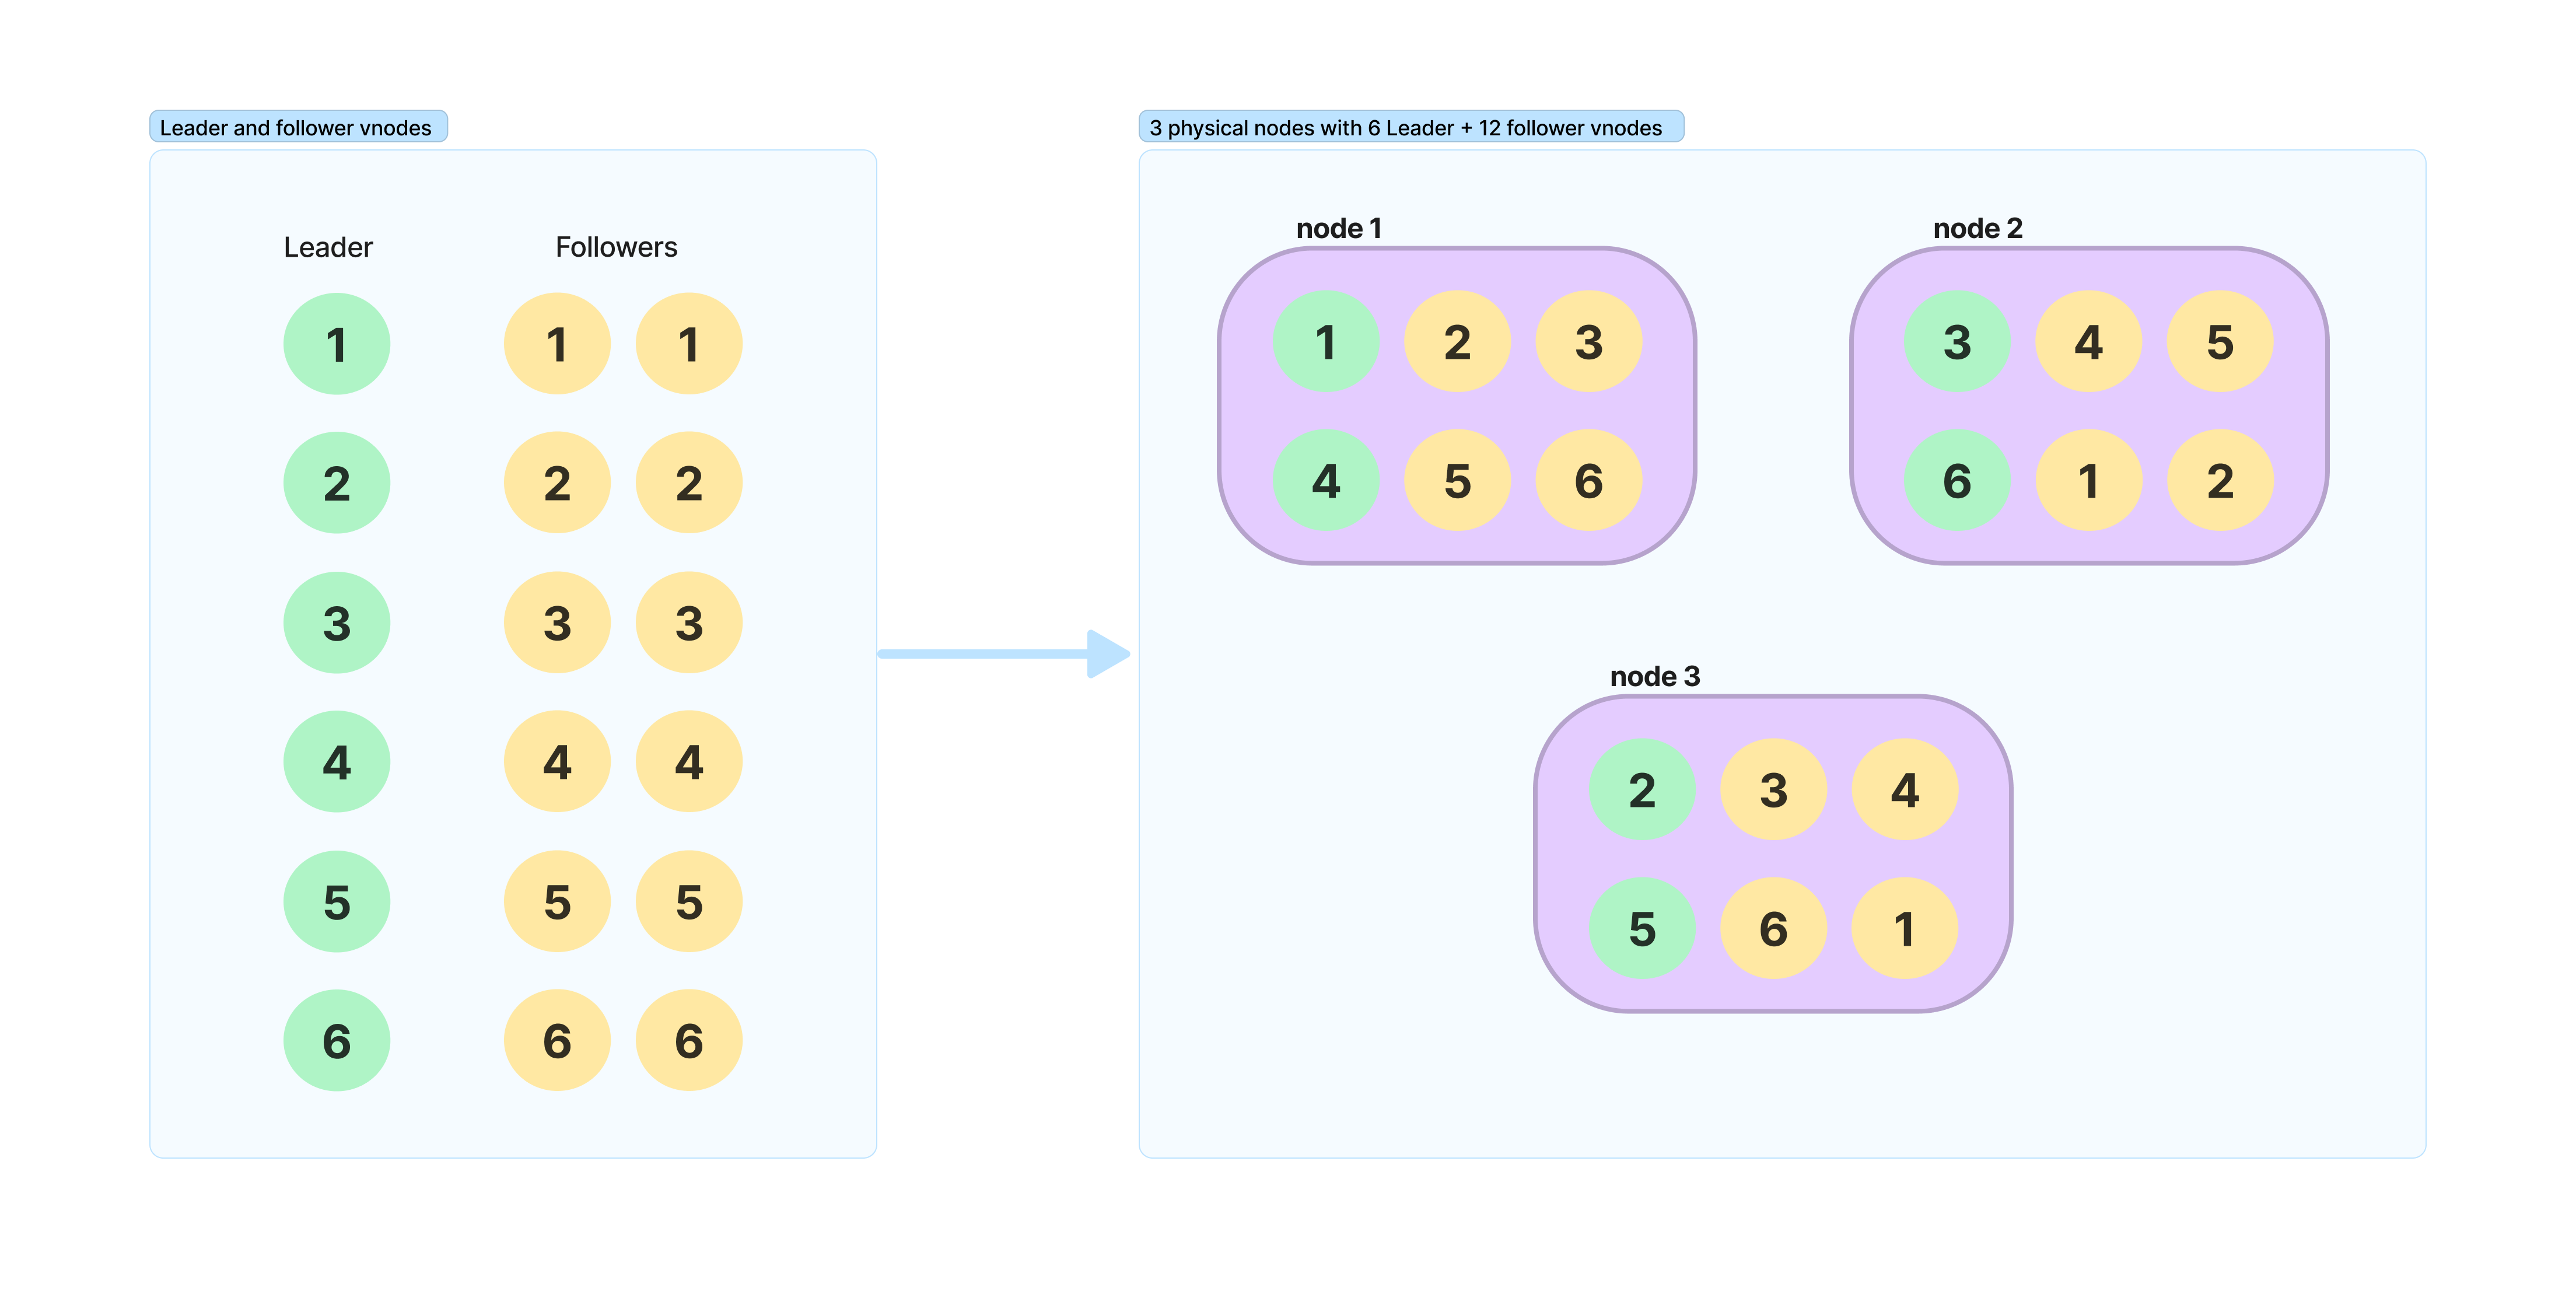 Leader and follower vnodes
Leader Followers
1 1 1
2 2 2
3 3 3
4 4 4
5 5 5
6 6 6
3 physical nodes with 6 Leader + 12 follower vnodes
node 1
1 2 3
4 5 6
node 2
3 4 5
6 1 2
node 3
2 3 4
5 6 1